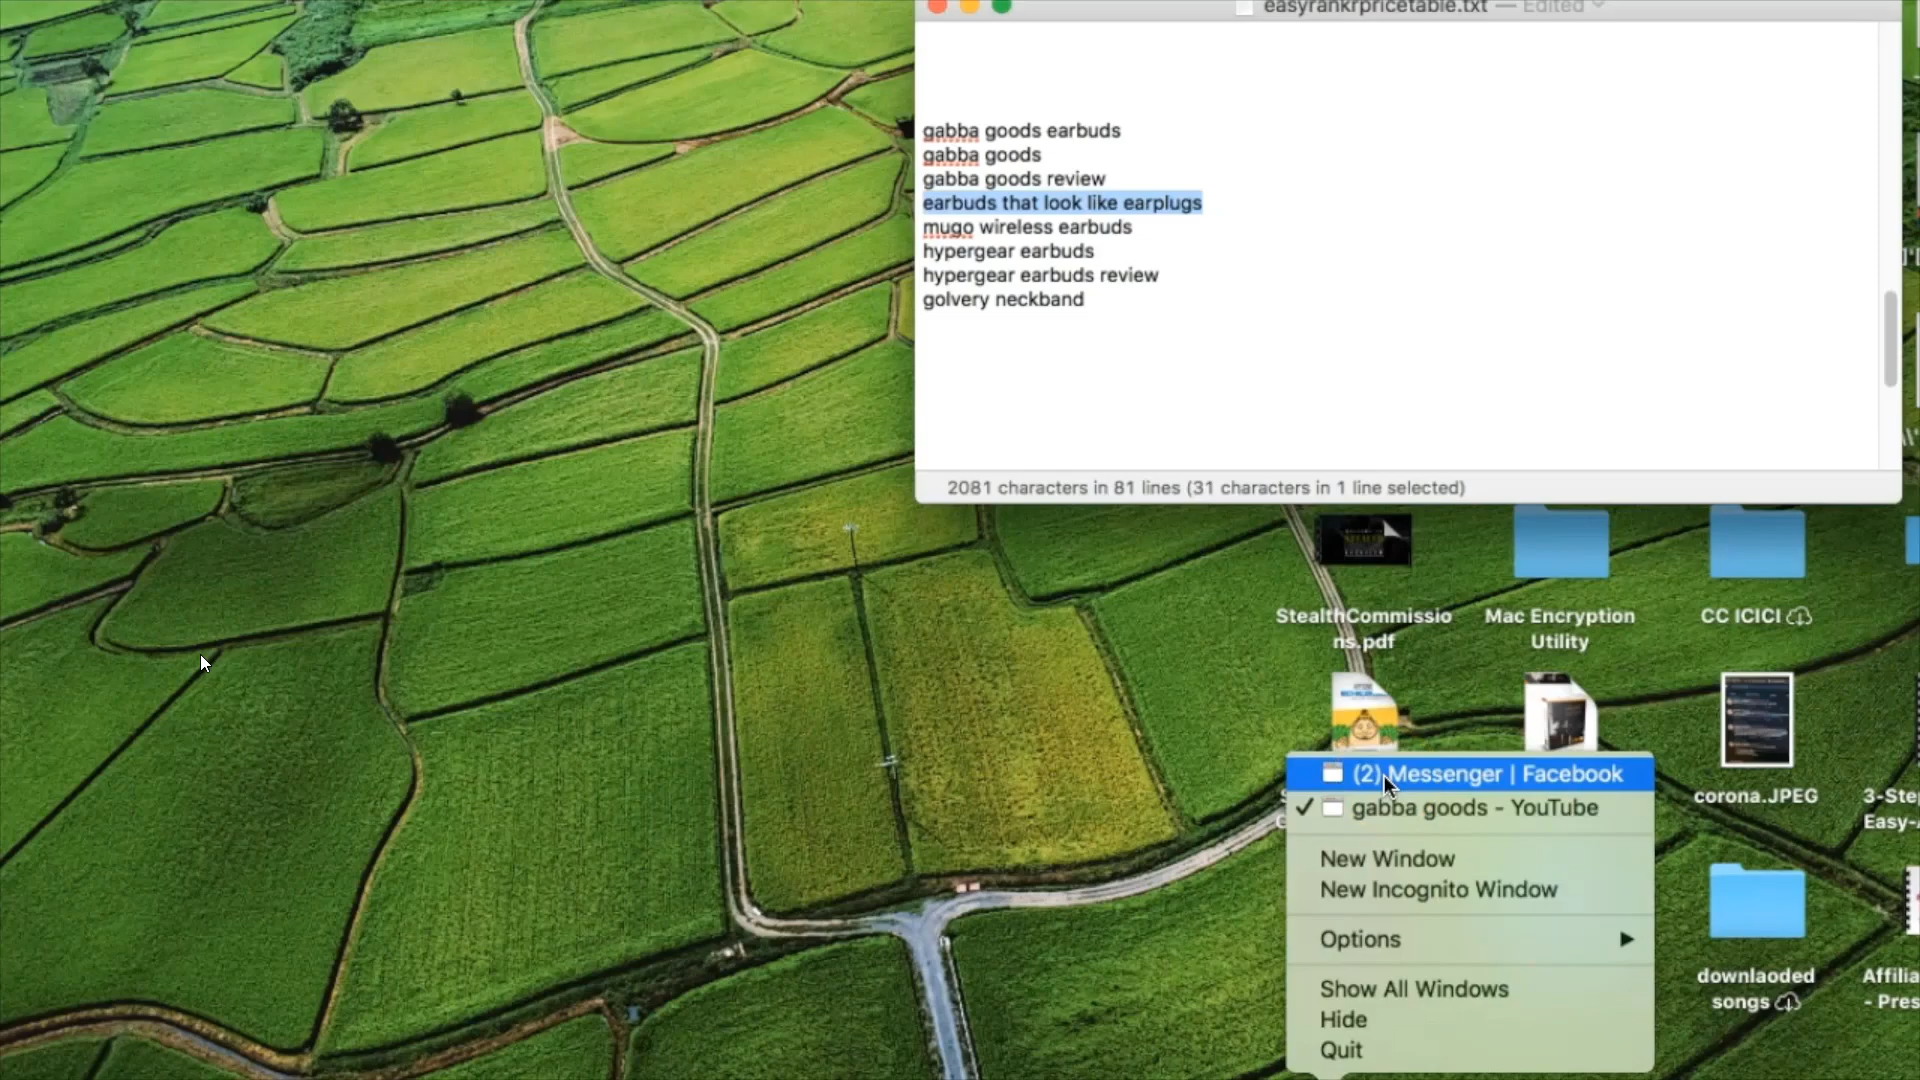 easyrankrpricetable.txt — Edited
gabba goods earbuds
gabba goods
gabba goods review
earbuds that look like earplugs
mugo wireless earbuds
hypergear earbuds
hypergear earbuds review
golvery neckband
2081 characters in 81 lines (31 characters in 1 line selected)
StealthCommissio
ns.pdf
Mac Encryption
Utility
CC ICICI
(2) Messenger | Facebook
gabba goods - YouTube
New Window
New Incognito Window
Options
Show All Windows
Hide
Quit
corona.JPEG
3-Step
Easy-A
downlaoded
songs
Affilia
- Pres